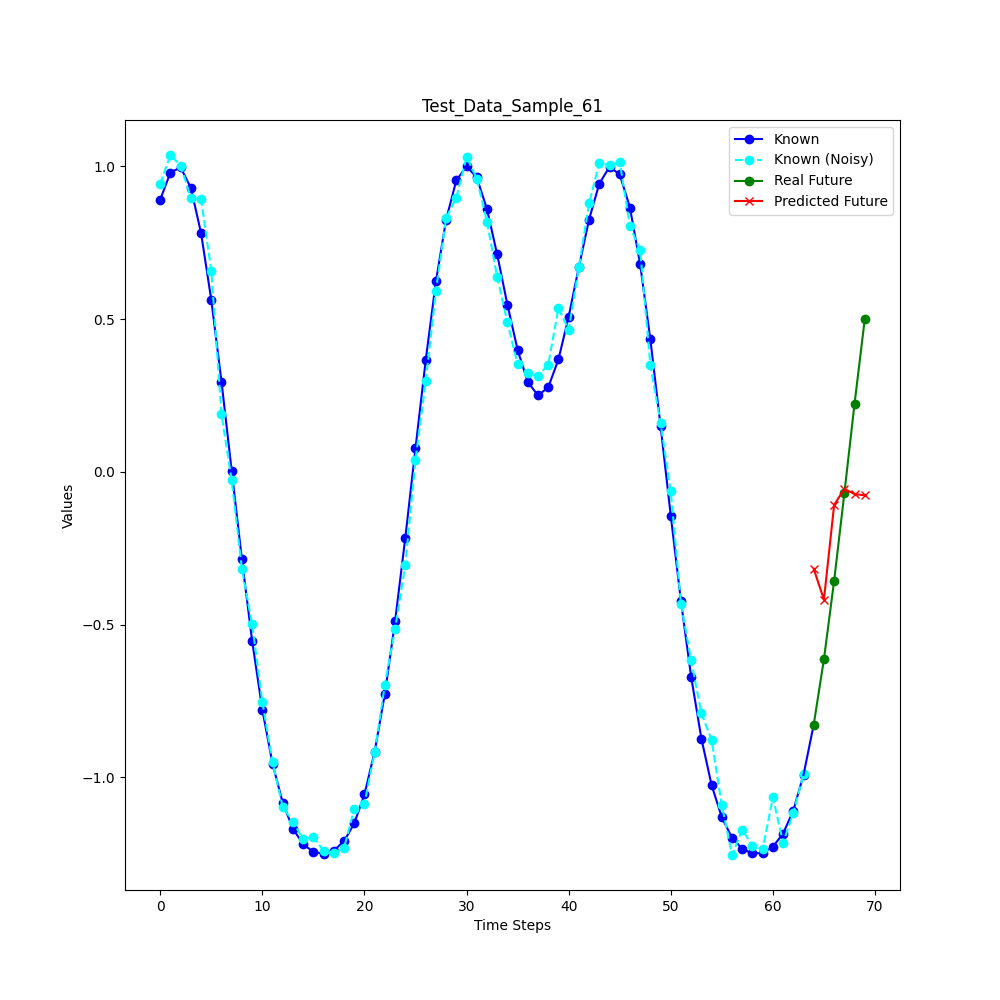 Test_Data_Sample_61
Known
Known (Noisy)
Real Future
Predicted Future
1.0
0.5
0.0
−0.5
−1.0
Values
0 10 20 30 40 50 60 70
Time Steps